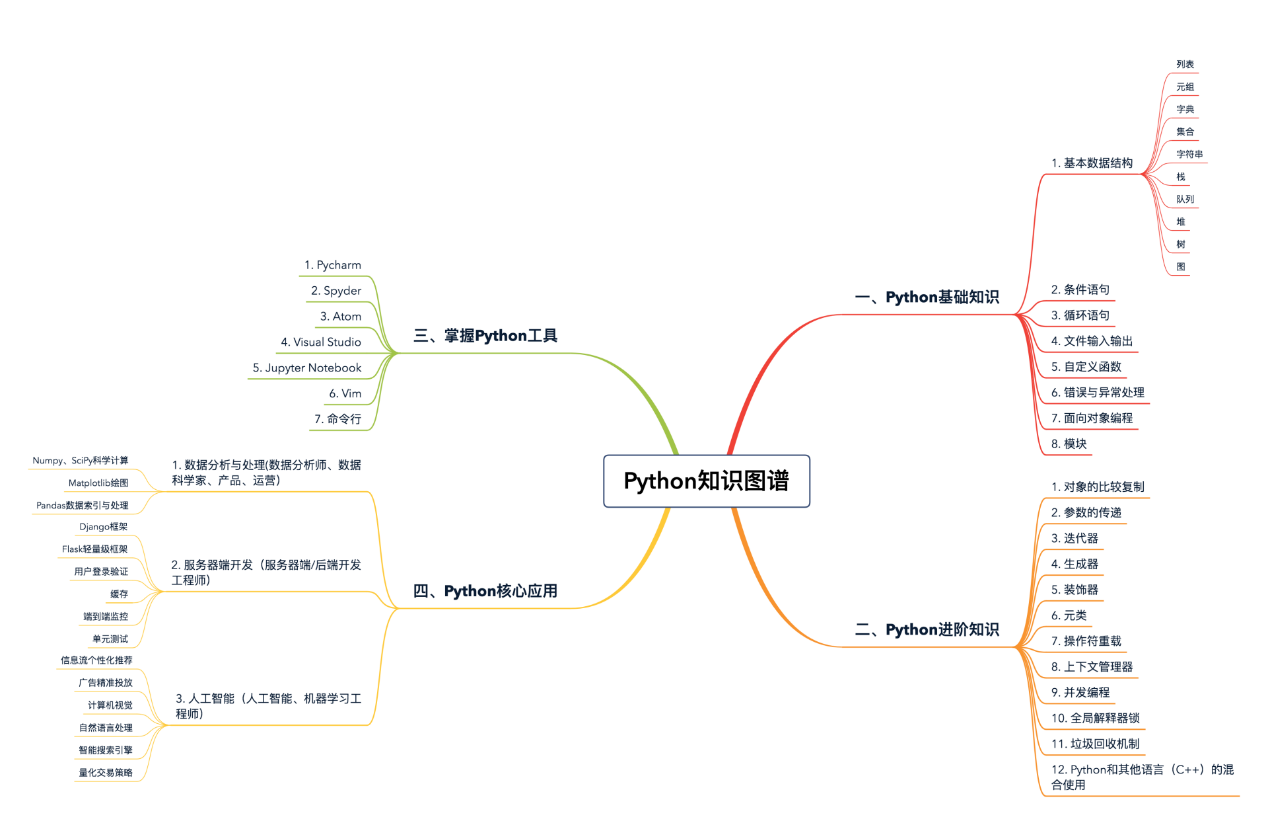 Python知识图谱
一、Python基础知识
1. 基本数据结构
列表
元组
字典
集合
字符串
栈
队列
堆
树
图
2. 条件语句
3. 循环语句
4. 文件输入输出
5. 自定义函数
6. 错误与异常处理
7. 面向对象编程
8. 模块
二、Python进阶知识
1. 对象的比较复制
2. 参数的传递
3. 迭代器
4. 生成器
5. 装饰器
6. 元类
7. 操作符重载
8. 上下文管理器
9. 并发编程
10. 全局解释器锁
11. 垃圾回收机制
12. Python和其他语言（C++）的混
合使用
三、掌握Python工具
1. Pycharm
2. Spyder
3. Atom
4. Visual Studio
5. Jupyter Notebook
6. Vim
7. 命令行
四、Python核心应用
1. 数据分析与处理(数据分析师、数据
科学家、产品、运营)
Numpy、SciPy科学计算
Matplotlib绘图
Pandas数据索引与处理
2. 服务器端开发（服务器端/后端开发
工程师）
Django框架
Flask轻量级框架
用户登录验证
缓存
端到端监控
单元测试
3. 人工智能（人工智能、机器学习工
程师）
信息流个性化推荐
广告精准投放
计算机视觉
自然语言处理
智能搜索引擎
量化交易策略